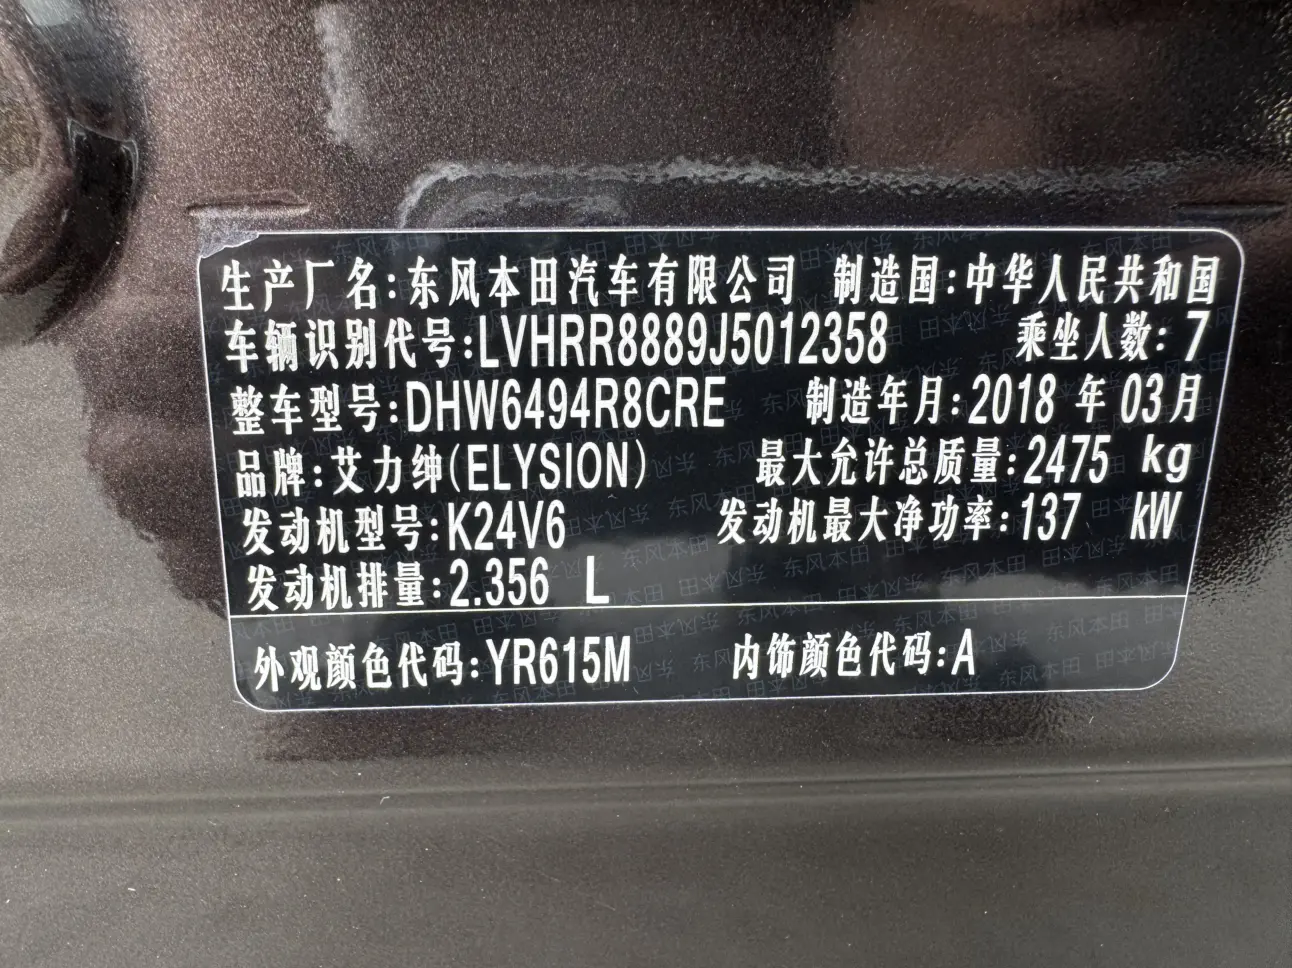 生产厂名:东风本田汽车有限公司 制造国:中华人民共和国
车辆识别代号:LVHRR8889J5012358 乘坐人数:7
整车型号:DHW6494R8CRE 制造年月:2018 年 03月
品牌:艾力绅(ELYSION) 最大允许总质量:2475 kg
发动机型号:K24V6 发动机最大净功率:137 kW
发动机排量:2.356 L
外观颜色代码:YR615M 内饰颜色代码:A